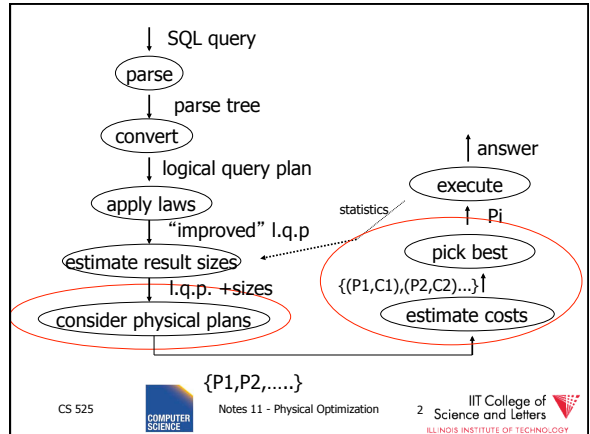 SQL query
parse
parse tree
convert
logical query plan
apply laws
"improved" l.q.p
estimate result sizes
l.q.p. +sizes
consider physical plans
{P1,P2,…..}
estimate costs
{(P1,C1),(P2,C2)...}
pick best
Pi
execute
answer
statistics
CS 525
COMPUTER
SCIENCE
Notes 11 - Physical Optimization
2
IIT College of
Science and Letters
ILLINOIS INSTITUTE OF TECHNOLOGY